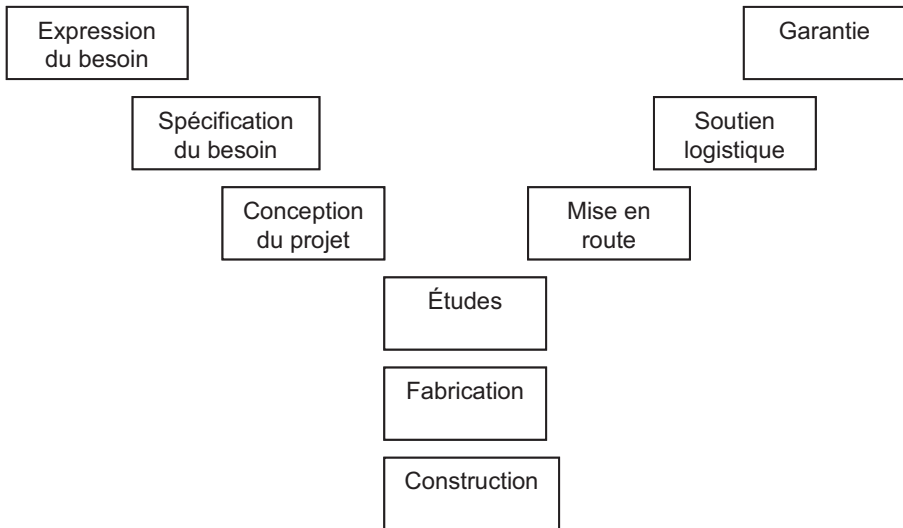 Expression
du besoin
Garantie
Spécification
du besoin
Soutien
logistique
Conception
du projet
Mise en
route
Études
Fabrication
Construction